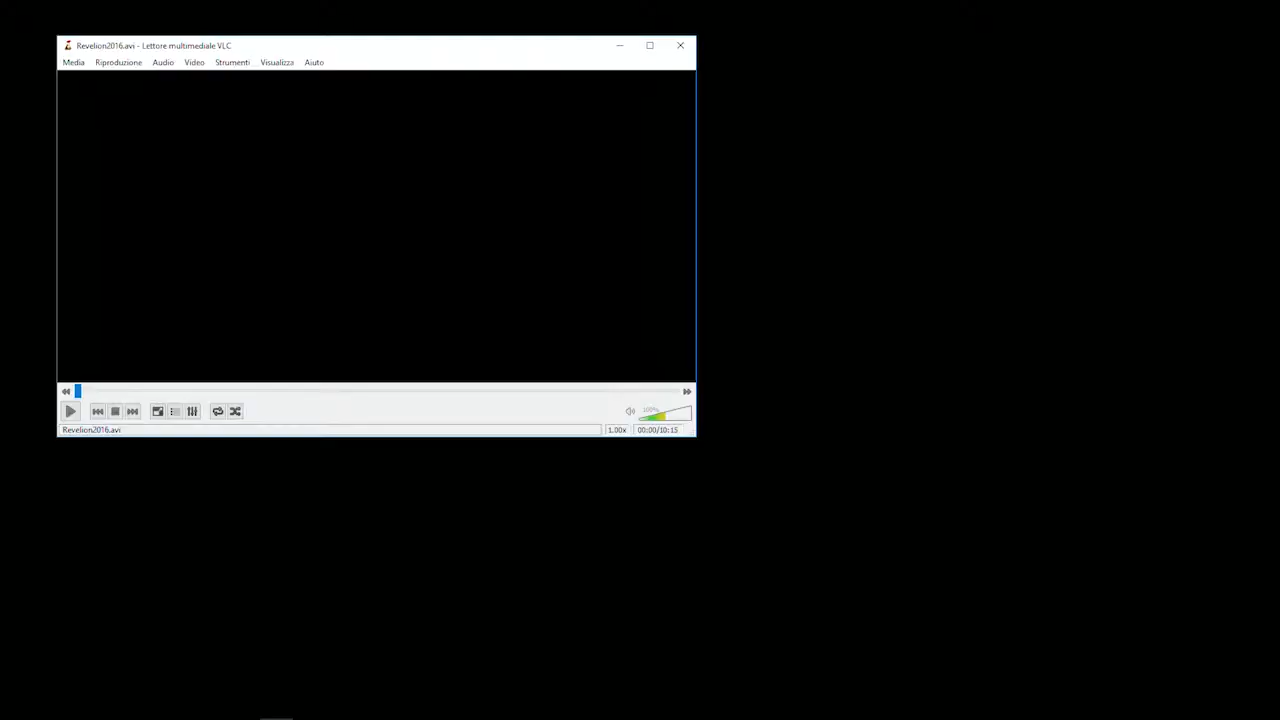 Revelion2016.avi - Lettore multimediale VLC
Media Riproduzione Audio Video Strumenti Visualizza Aiuto
100%
Revelion2016.avi 1.00x 00:00/10:15